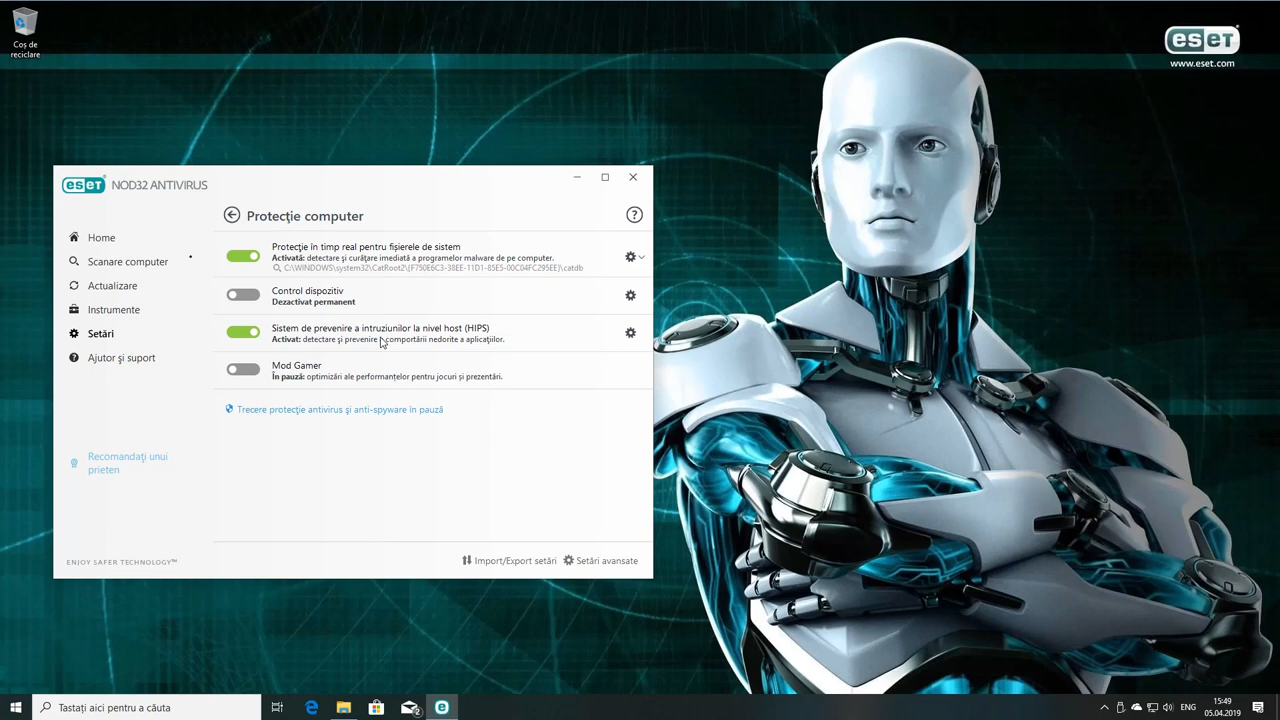 Coș de
reciclare
eset
www.eset.com
eset NOD32 ANTIVIRUS
Home
Scanare computer
Actualizare
Instrumente
Setări
Ajutor și suport
Recomandați unui
prieten
ENJOY SAFER TECHNOLOGY™
Protecție computer
Protecție în timp real pentru fișierele de sistem
Activată: detectare și curățare imediată a programelor malware de pe computer.
C:\WINDOWS\system32\CatRoot2\{F750E6C3-38EE-11D1-85E5-00C04FC295EE}\catdb
Control dispozitiv
Dezactivat permanent
Sistem de prevenire a intruziunilor la nivel host (HIPS)
Activat: detectare și prevenire comportării nedorite a aplicațiilor.
Mod Gamer
În pauză: optimizări ale performanțelor pentru jocuri și prezentări.
Trecere protecție antivirus și anti-spyware în pauză
Import/Export setări Setări avansate
Tastați aici pentru a căuta
2
ENG
15:49
05.04.2019